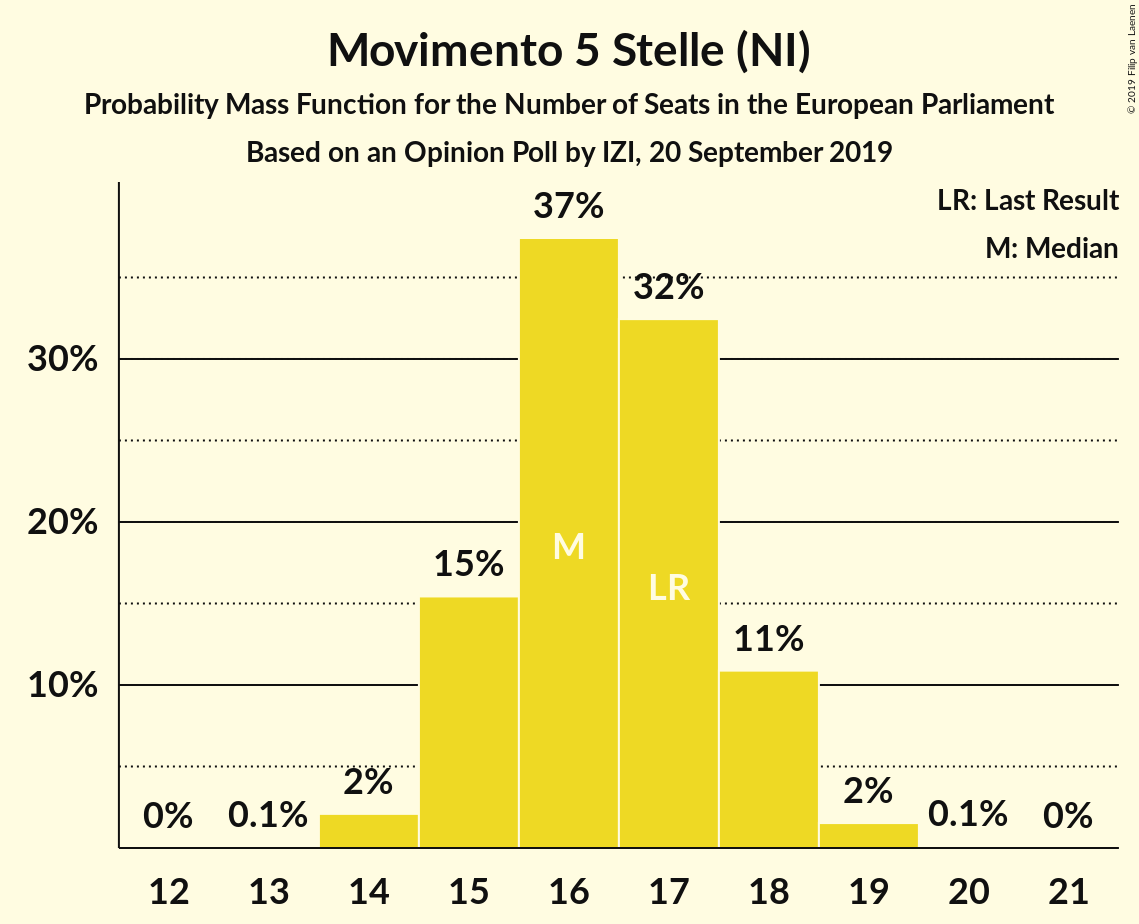 Movimento 5 Stelle (NI)
Probability Mass Function for the Number of Seats in the European Parliament
Based on an Opinion Poll by IZI, 20 September 2019
© 2019 Filip van Laenen
LR: Last Result
M: Median
37%
32%
30%
20%
15%
M
LR
11%
10%
2%
2%
0%
0.1%
0.1%
0%
12 13 14 15 16 17 18 19 20 21